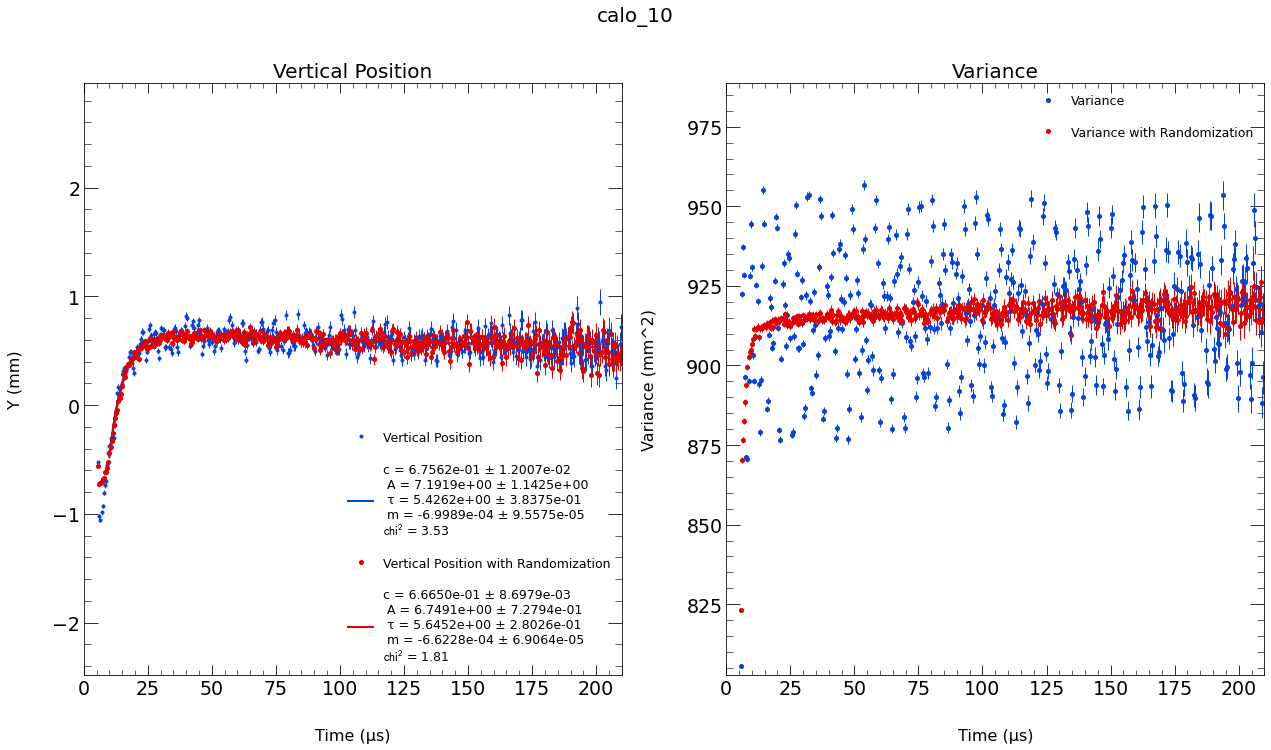 calo_10
Vertical Position
Y (mm)
2
1
0
−1
−2
0 25 50 75 100 125 150 175 200
Time (μs)
Vertical Position
c = 6.7562e-01 ± 1.2007e-02
A = 7.1919e+00 ± 1.1425e+00
τ = 5.4262e+00 ± 3.8375e-01
m = -6.9989e-04 ± 9.5575e-05
chi² = 3.53
Vertical Position with Randomization
c = 6.6650e-01 ± 8.6979e-03
A = 6.7491e+00 ± 7.2794e-01
τ = 5.6452e+00 ± 2.8026e-01
m = -6.6228e-04 ± 6.9064e-05
chi² = 1.81
Variance
Variance (mm^2)
975
950
925
900
875
850
825
0 25 50 75 100 125 150 175 200
Time (μs)
Variance
Variance with Randomization